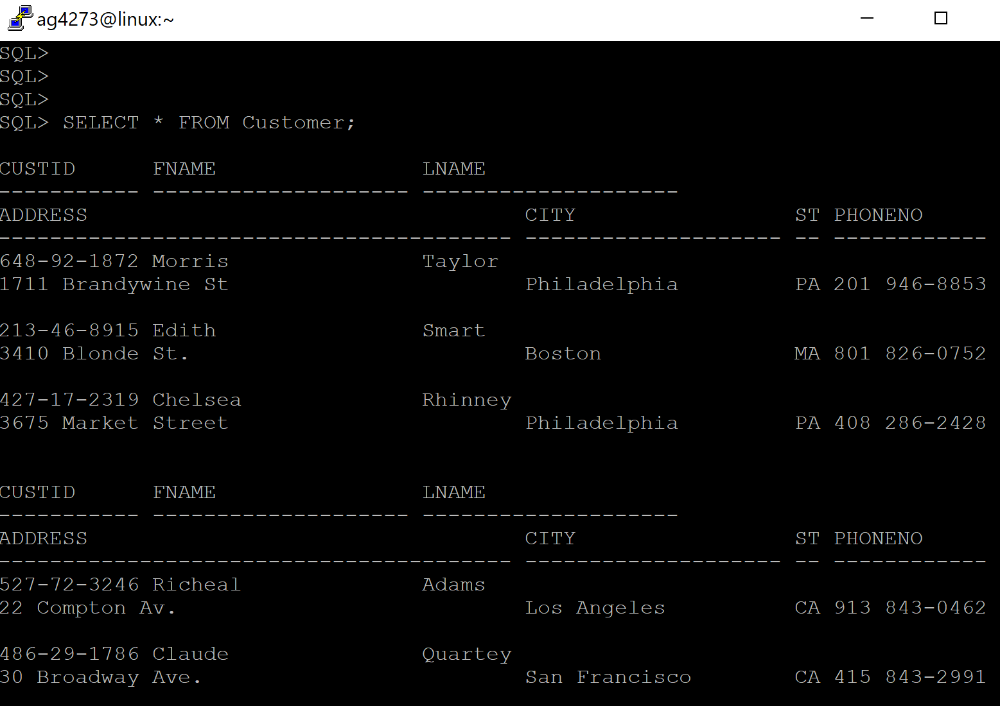 ag4273@linux:~
SQL>
SQL>
SQL>
SQL> SELECT * FROM Customer;
CUSTID      FNAME                LNAME
----------- -------------------- --------------------
ADDRESS                                  CITY                 ST PHONENO
---------------------------------------- -------------------- -- ------------
648-92-1872 Morris               Taylor
1711 Brandywine St                       Philadelphia         PA 201 946-8853
213-46-8915 Edith                Smart
3410 Blonde St.                          Boston               MA 801 826-0752
427-17-2319 Chelsea              Rhinney
3675 Market Street                       Philadelphia         PA 408 286-2428
CUSTID      FNAME                LNAME
----------- -------------------- --------------------
ADDRESS                                  CITY                 ST PHONENO
---------------------------------------- -------------------- -- ------------
527-72-3246 Richeal              Adams
22 Compton Av.                           Los Angeles          CA 913 843-0462
486-29-1786 Claude               Quartey
30 Broadway Ave.                         San Francisco        CA 415 843-2991